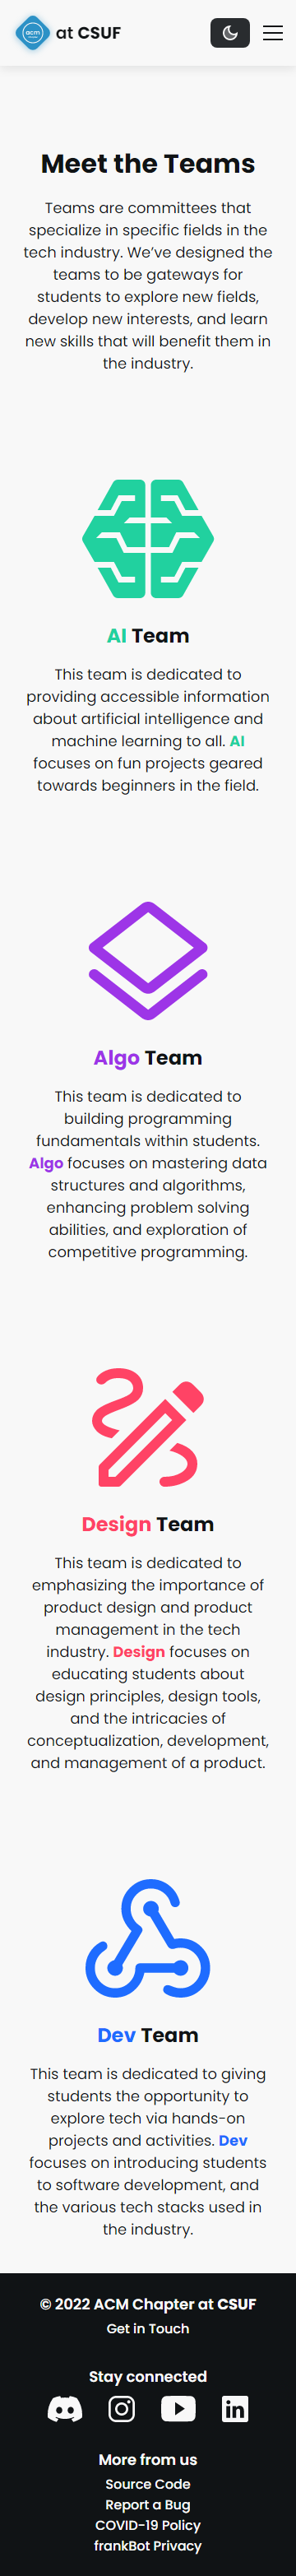 acm
at CSUF
Meet the Teams
Teams are committees that
specialize in specific fields in the
tech industry. We’ve designed the
teams to be gateways for
students to explore new fields,
develop new interests, and learn
new skills that will benefit them in
the industry.
AI Team
This team is dedicated to
providing accessible information
about artificial intelligence and
machine learning to all. AI
focuses on fun projects geared
towards beginners in the field.
Algo Team
This team is dedicated to
building programming
fundamentals within students.
Algo focuses on mastering data
structures and algorithms,
enhancing problem solving
abilities, and exploration of
competitive programming.
Design Team
This team is dedicated to
emphasizing the importance of
product design and product
management in the tech
industry. Design focuses on
educating students about
design principles, design tools,
and the intricacies of
conceptualization, development,
and management of a product.
Dev Team
This team is dedicated to giving
students the opportunity to
explore tech via hands-on
projects and activities. Dev
focuses on introducing students
to software development, and
the various tech stacks used in
the industry.
© 2022 ACM Chapter at CSUF
Get in Touch
Stay connected
More from us
Source Code
Report a Bug
COVID-19 Policy
frankBot Privacy